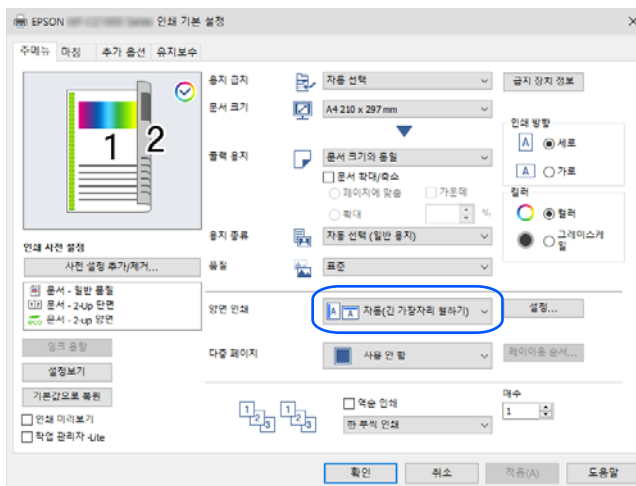 EPSON 인쇄 기본 설정
주메뉴 마침 추가 옵션 유지보수
1 2
용지 급지 자동 선택 급지 장치 정보
문서 크기 A4 210 x 297 mm
인쇄 방향
A 세로
A 가로
출력 용지 문서 크기와 동일
문서 확대/축소
페이지에 맞춤 가운데
확대 %
컬러
컬러
그레이스케
일
용지 종류 자동 선택 (일반 용지)
품질 표준
인쇄 사전 설정
사전 설정 추가/제거...
문서 - 일반 품질
문서 - 2-Up 단면
eco 문서 - 2-up 양면
양면 인쇄 A A 자동(긴 가장자리 철하기) 설정...
다중 페이지 사용 안 함 레이아웃 순서...
잉크 용량
설정보기
기본값으로 복원
인쇄 미리보기
작업 관리자 -Lite
1 2 3 1 2 3
역순 인쇄
한 부씩 인쇄
매수
1
확인 취소 적용(A) 도움말